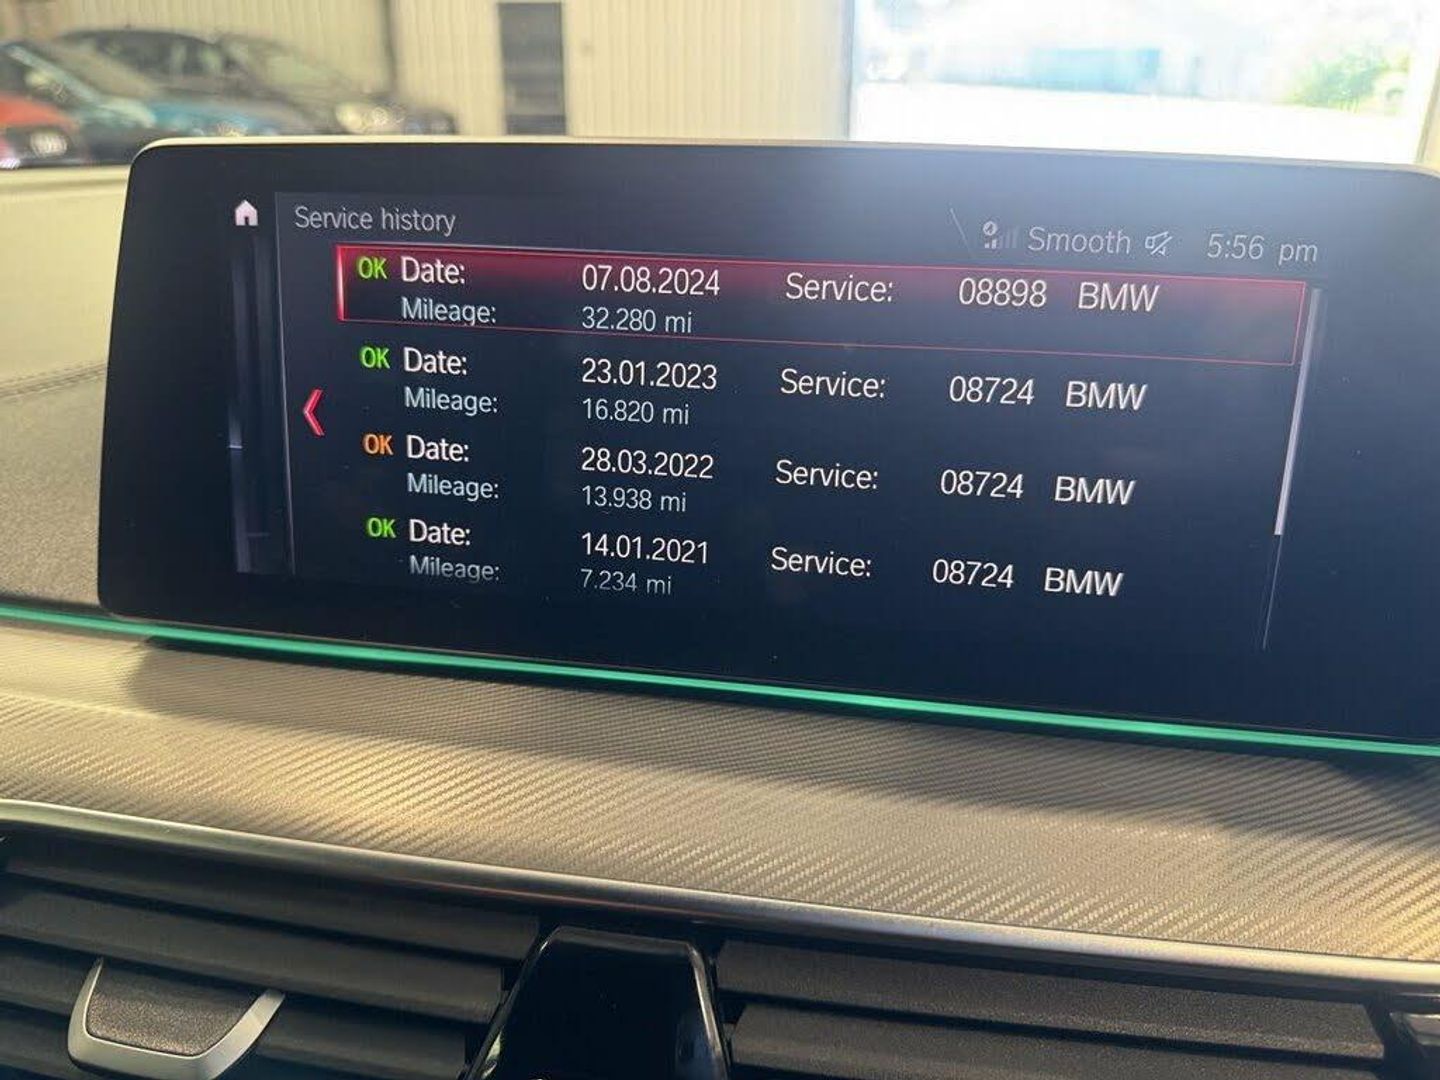 Service history
Smooth 5:56 pm
OK Date: 07.08.2024 Service: 08898 BMW
Mileage: 32.280 mi
OK Date: 23.01.2023 Service: 08724 BMW
Mileage: 16.820 mi
OK Date: 28.03.2022 Service: 08724 BMW
Mileage: 13.938 mi
OK Date: 14.01.2021 Service: 08724 BMW
Mileage: 7.234 mi